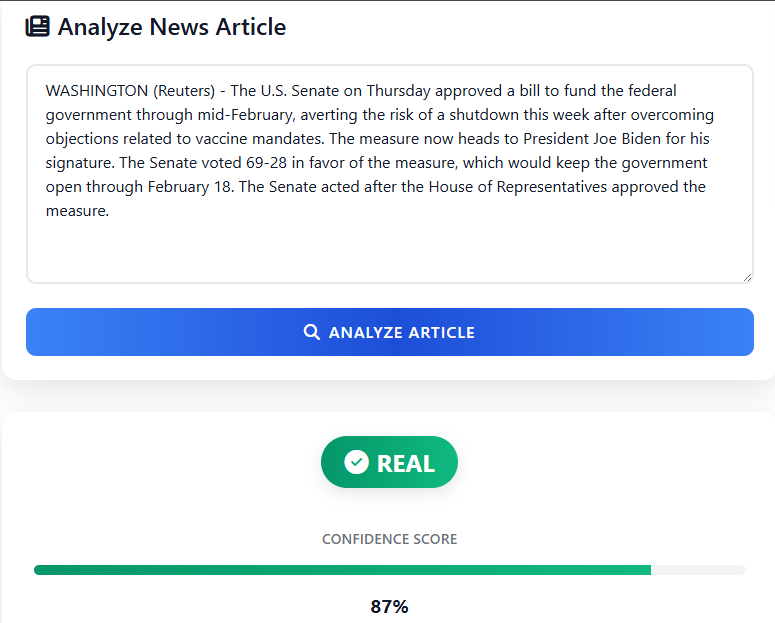 Analyze News Article
WASHINGTON (Reuters) - The U.S. Senate on Thursday approved a bill to fund the federal
government through mid-February, averting the risk of a shutdown this week after overcoming
objections related to vaccine mandates. The measure now heads to President Joe Biden for his
signature. The Senate voted 69-28 in favor of the measure, which would keep the government
open through February 18. The Senate acted after the House of Representatives approved the
measure.
ANALYZE ARTICLE
REAL
CONFIDENCE SCORE
87%